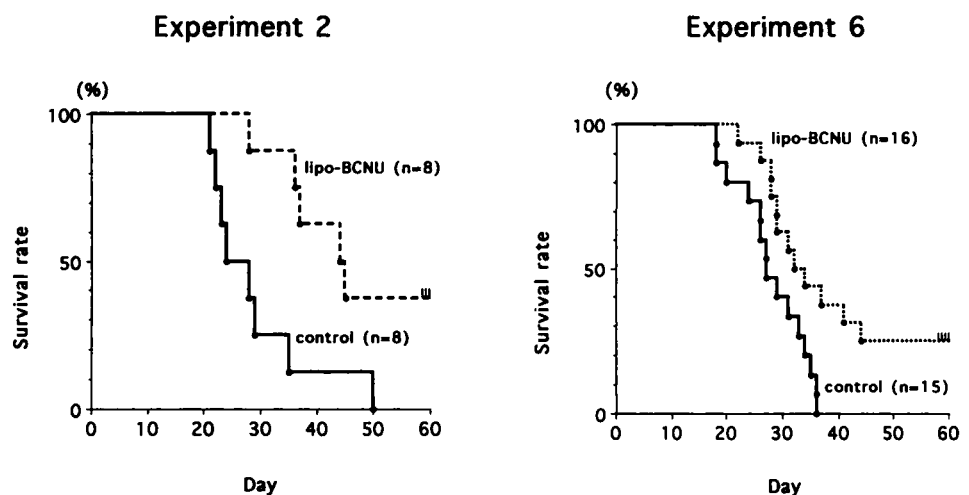 Experiment 2
(%)
100
50
0
Survival rate
lipo-BCNU (n=8)
control (n=8)
0 10 20 30 40 50 60
Day
Experiment 6
(%)
100
50
0
Survival rate
lipo-BCNU (n=16)
control (n=15)
0 10 20 30 40 50 60
Day